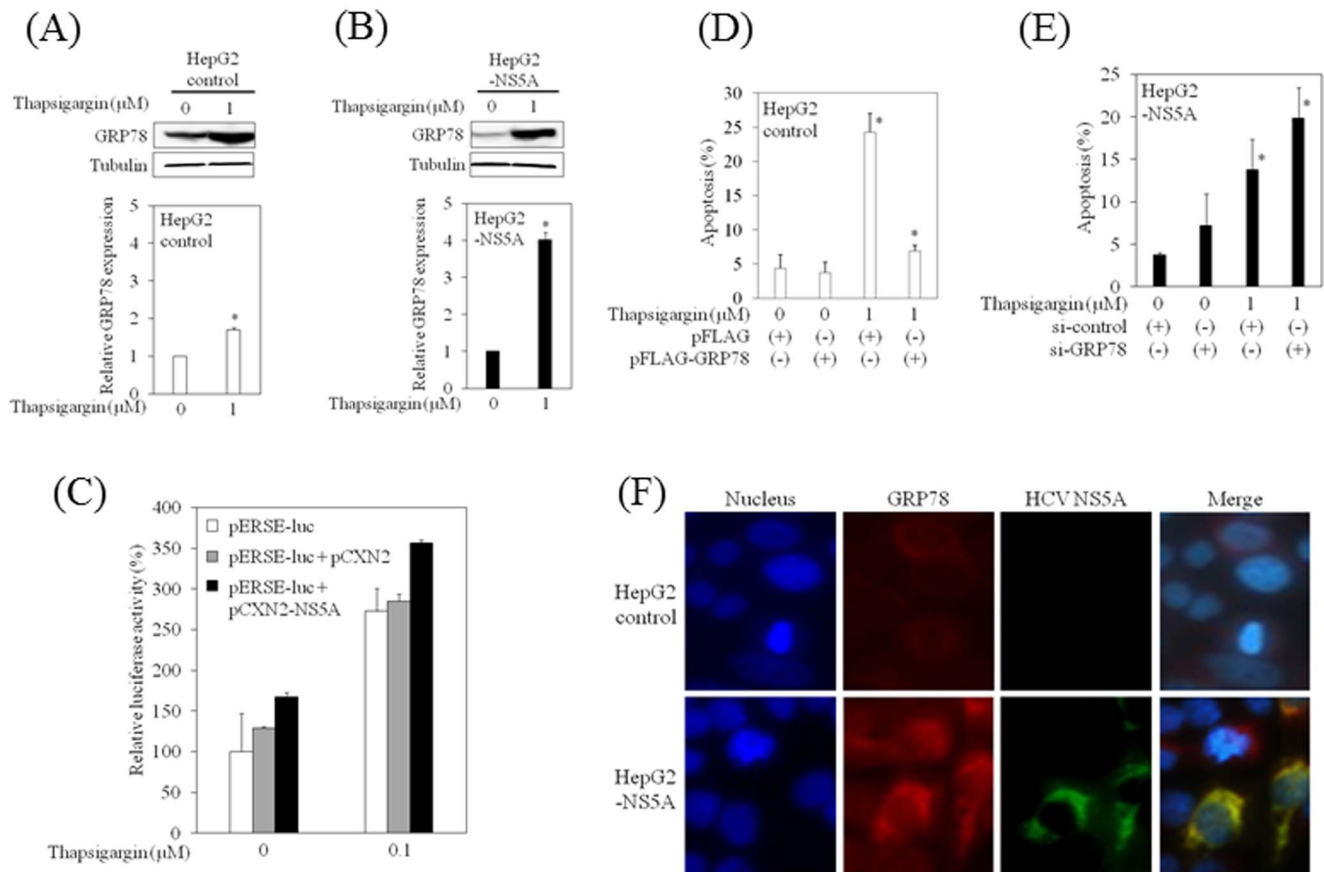 (A)
HepG2
control
Thapsigargin (µM) 0 1
GRP78
Tubulin
Relative GRP78 expression
5
4
3
2
1
0
HepG2
control
*
Thapsigargin (µM) 0 1
(B)
HepG2
-NS5A
Thapsigargin (µM) 0 1
GRP78
Tubulin
Relative GRP78 expression
5
4
3
2
1
0
HepG2
-NS5A
*
Thapsigargin (µM) 0 1
(C)
Relative luciferase activity (%)
400
350
300
250
200
150
100
50
0
pERSE-luc
pERSE-luc + pCXN2
pERSE-luc +
pCXN2-NS5A
Thapsigargin (µM) 0 0.1
(D)
Apoptosis (%)
30
25
20
15
10
5
0
HepG2
control
*
*
Thapsigargin (µM) 0 0 1 1
pFLAG (+) (-) (+) (-)
pFLAG-GRP78 (-) (+) (-) (+)
(E)
Apoptosis (%)
25
20
15
10
5
0
HepG2
-NS5A
*
*
Thapsigargin (µM) 0 0 1 1
si-control (+) (-) (+) (-)
si-GRP78 (-) (+) (-) (+)
(F)
Nucleus GRP78 HCV NS5A Merge
HepG2
control
HepG2
-NS5A